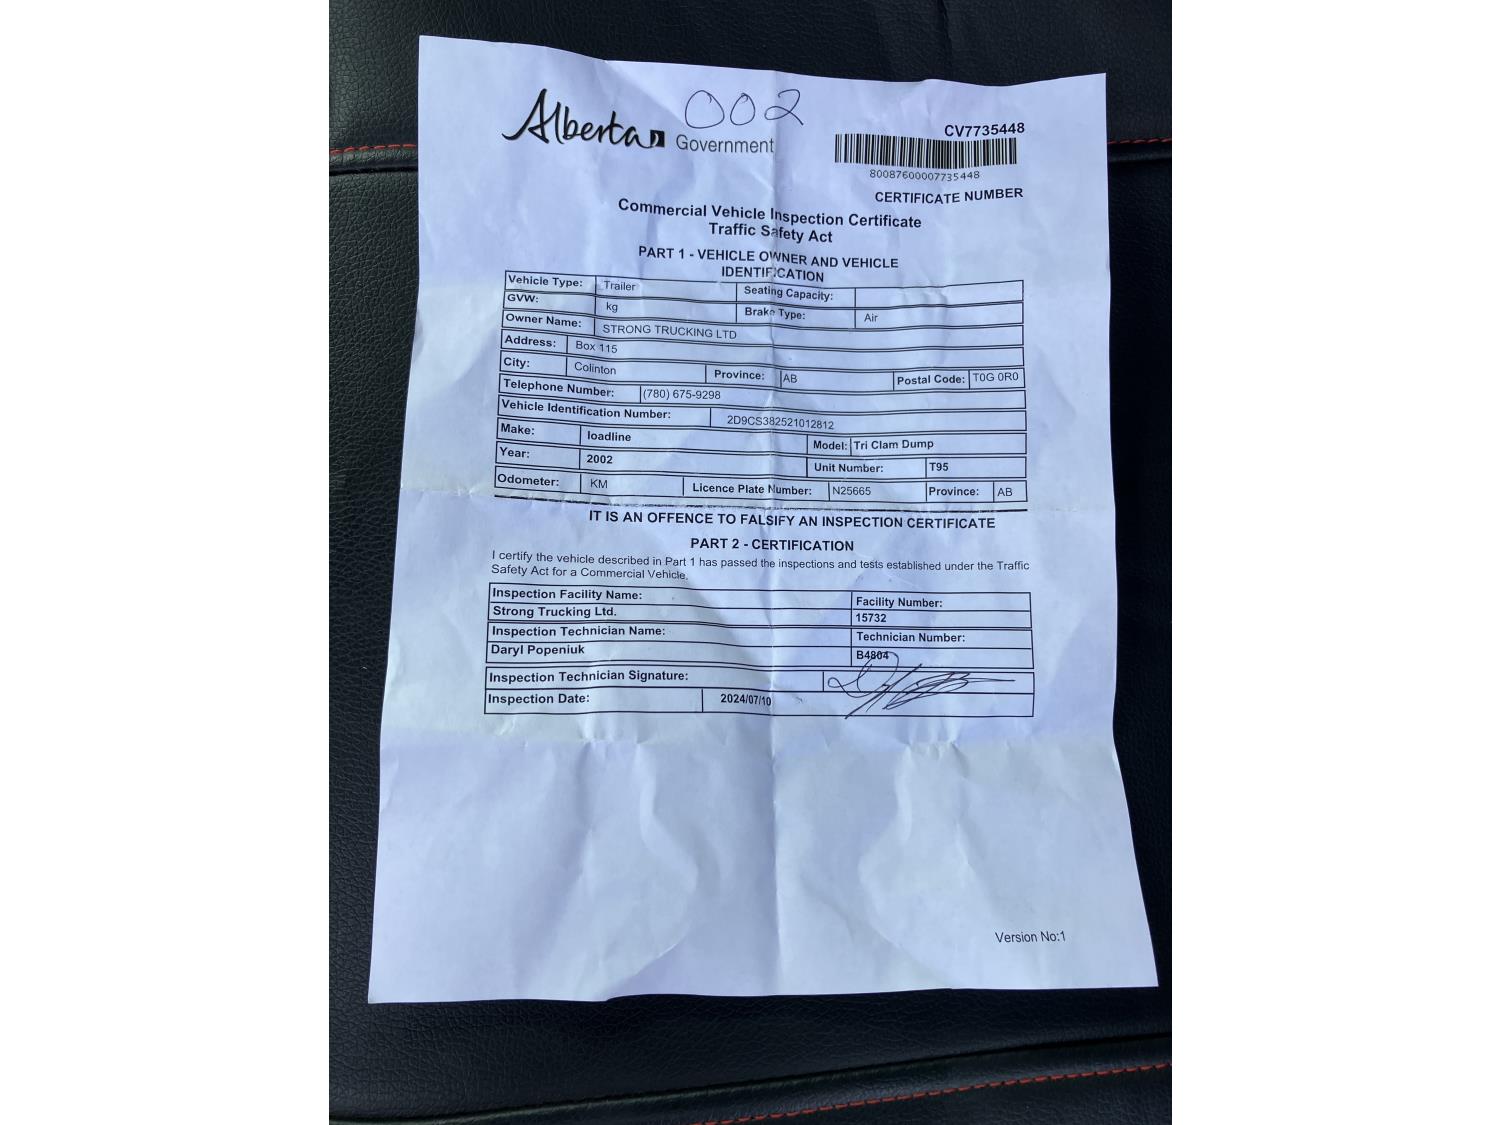 002
Alberta Government
CV7735448
80087600007735448
CERTIFICATE NUMBER
Commercial Vehicle Inspection Certificate
Traffic Safety Act
PART 1 - VEHICLE OWNER AND VEHICLE
IDENTIFICATION
Vehicle Type: Trailer Seating Capacity:
GVW: kg Brake Type: Air
Owner Name: STRONG TRUCKING LTD
Address: Box 115
City: Colinton Province: AB Postal Code: T0G 0R0
Telephone Number: (780) 675-9298
Vehicle Identification Number: 2D9CS382521012812
Make: loadline Model: Tri Clam Dump
Year: 2002 Unit Number: T95
Odometer: KM Licence Plate Number: N25665 Province: AB
IT IS AN OFFENCE TO FALSIFY AN INSPECTION CERTIFICATE
PART 2 - CERTIFICATION
I certify the vehicle described in Part 1 has passed the inspections and tests established under the Traffic
Safety Act for a Commercial Vehicle.
Inspection Facility Name: Facility Number:
Strong Trucking Ltd. 15732
Inspection Technician Name: Technician Number:
Daryl Popeniuk B4804
Inspection Technician Signature:
Inspection Date: 2024/07/10
Version No:1